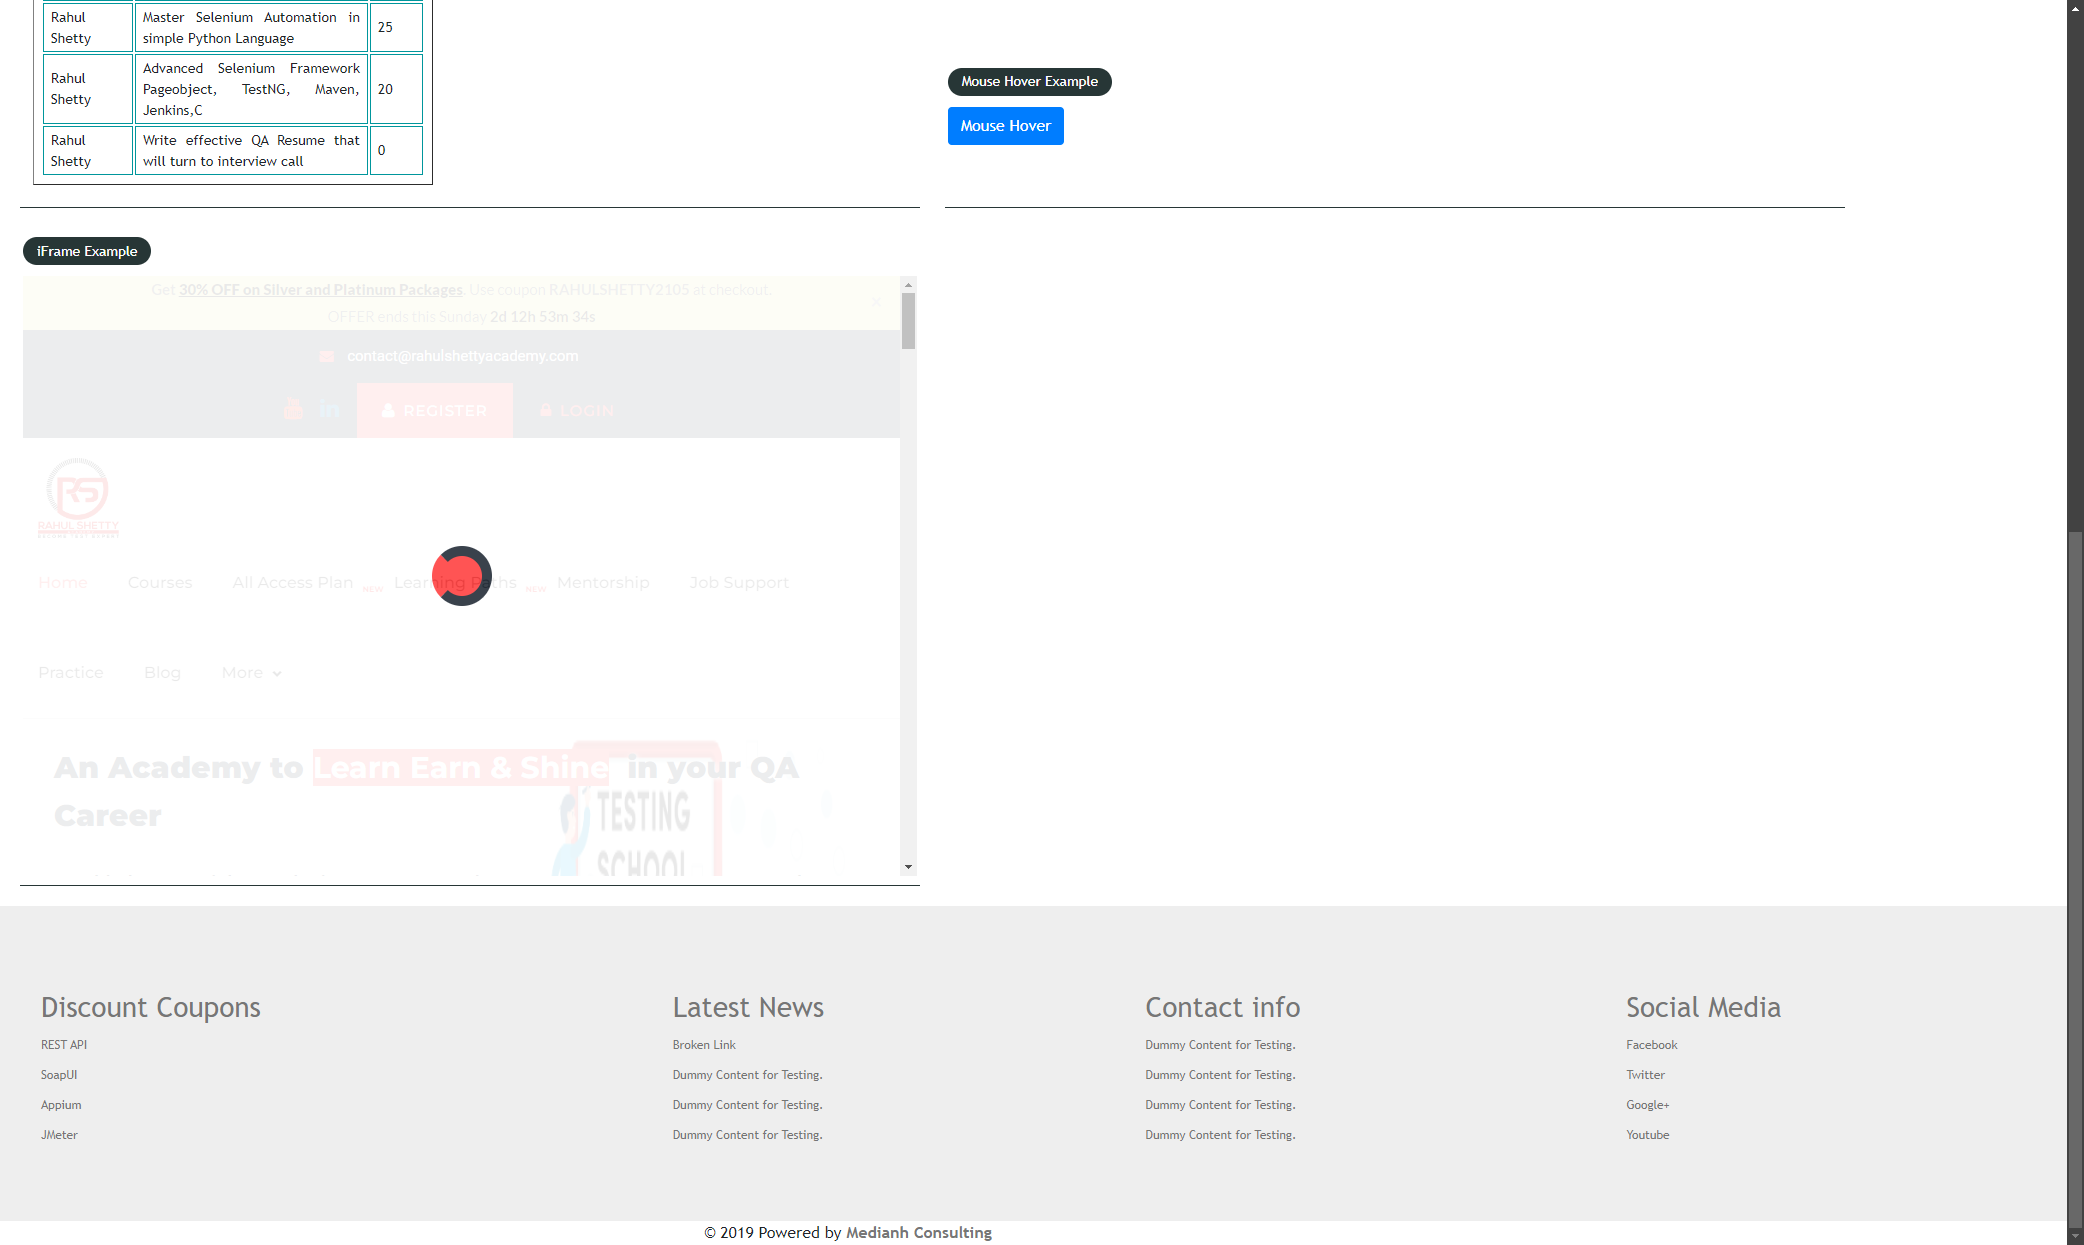 Rahul Shetty
Master Selenium Automation in simple Python Language
25
Rahul Shetty
Advanced Selenium Framework Pageobject, TestNG, Maven, Jenkins,C
20
Rahul Shetty
Write effective QA Resume that will turn to interview call
0
Mouse Hover Example
Mouse Hover
iFrame Example
Get 30% OFF on Silver and Platinum Packages. Use coupon RAHULSHETTY2105 at checkout.
OFFER ends this Sunday 2d 12h 53m 34s
×
contact@rahulshettyacademy.com
in
REGISTER
LOGIN
RS
RAHUL SHETTY
Home
Courses
All Access Plan
NEW
Learning Paths
NEW
Mentorship
Job Support
Practice
Blog
More
An Academy to Learn Earn & Shine in your QA
Career
TESTING
SCHOOL
Discount Coupons
REST API
SoapUI
Appium
JMeter
Latest News
Broken Link
Dummy Content for Testing.
Dummy Content for Testing.
Dummy Content for Testing.
Contact info
Dummy Content for Testing.
Dummy Content for Testing.
Dummy Content for Testing.
Dummy Content for Testing.
Social Media
Facebook
Twitter
Google+
Youtube
© 2019 Powered by Medianh Consulting